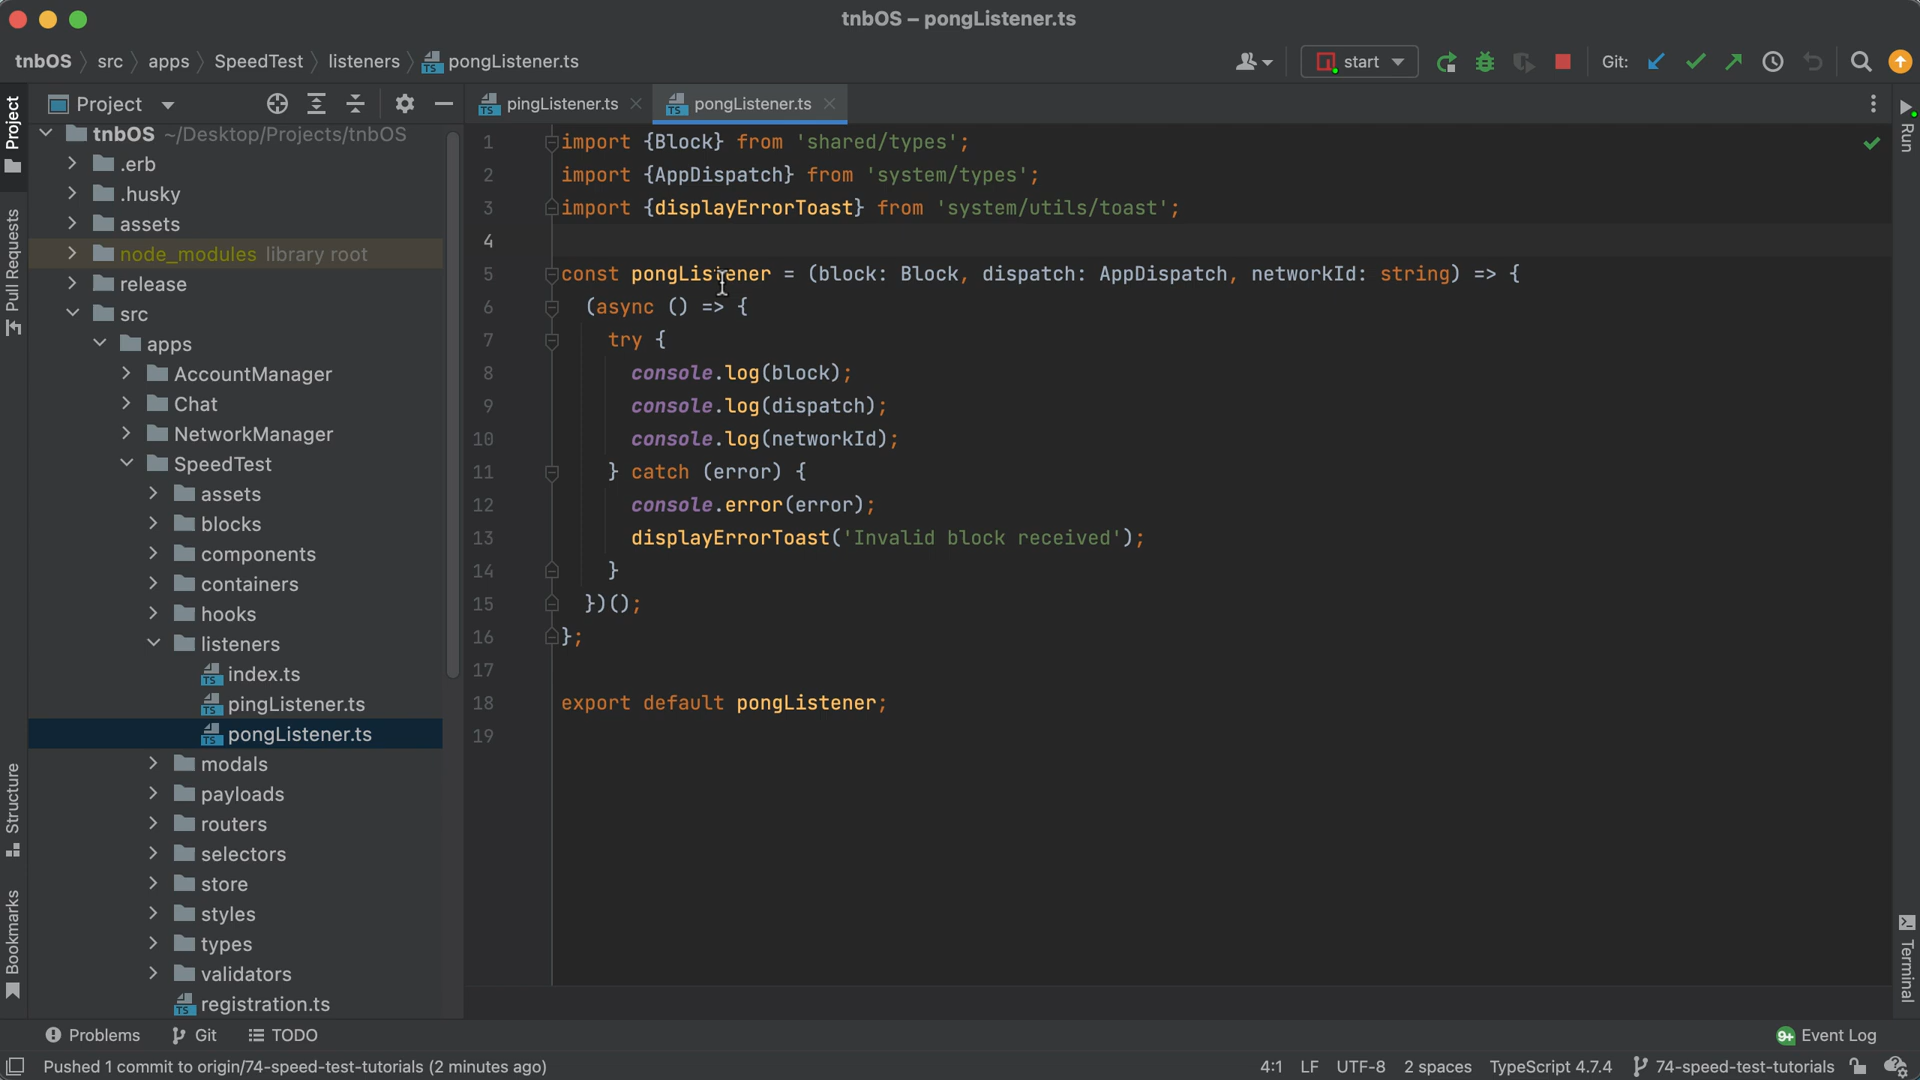 tnbOS – pongListener.ts
tnbOS src apps SpeedTest listeners pongListener.ts
start Git:
Project
pingListener.ts pongListener.ts
Project
Pull Requests
Structure
Bookmarks
Run
Terminal
tnbOS ~/Desktop/Projects/tnbOS
.erb
.husky
assets
node_modules library root
release
src
apps
AccountManager
Chat
NetworkManager
SpeedTest
assets
blocks
components
containers
hooks
listeners
index.ts
pingListener.ts
pongListener.ts
modals
payloads
routers
selectors
store
styles
types
validators
registration.ts
1 import {Block} from 'shared/types';
2 import {AppDispatch} from 'system/types';
3 import {displayErrorToast} from 'system/utils/toast';
4
5 const pongListener = (block: Block, dispatch: AppDispatch, networkId: string) => {
6 (async () => {
7 try {
8 console.log(block);
9 console.log(dispatch);
10 console.log(networkId);
11 } catch (error) {
12 console.error(error);
13 displayErrorToast('Invalid block received');
14 }
15 })();
16 };
17
18 export default pongListener;
19
Problems Git TODO
9+ Event Log
Pushed 1 commit to origin/74-speed-test-tutorials (2 minutes ago)
4:1 LF UTF-8 2 spaces TypeScript 4.7.4 74-speed-test-tutorials